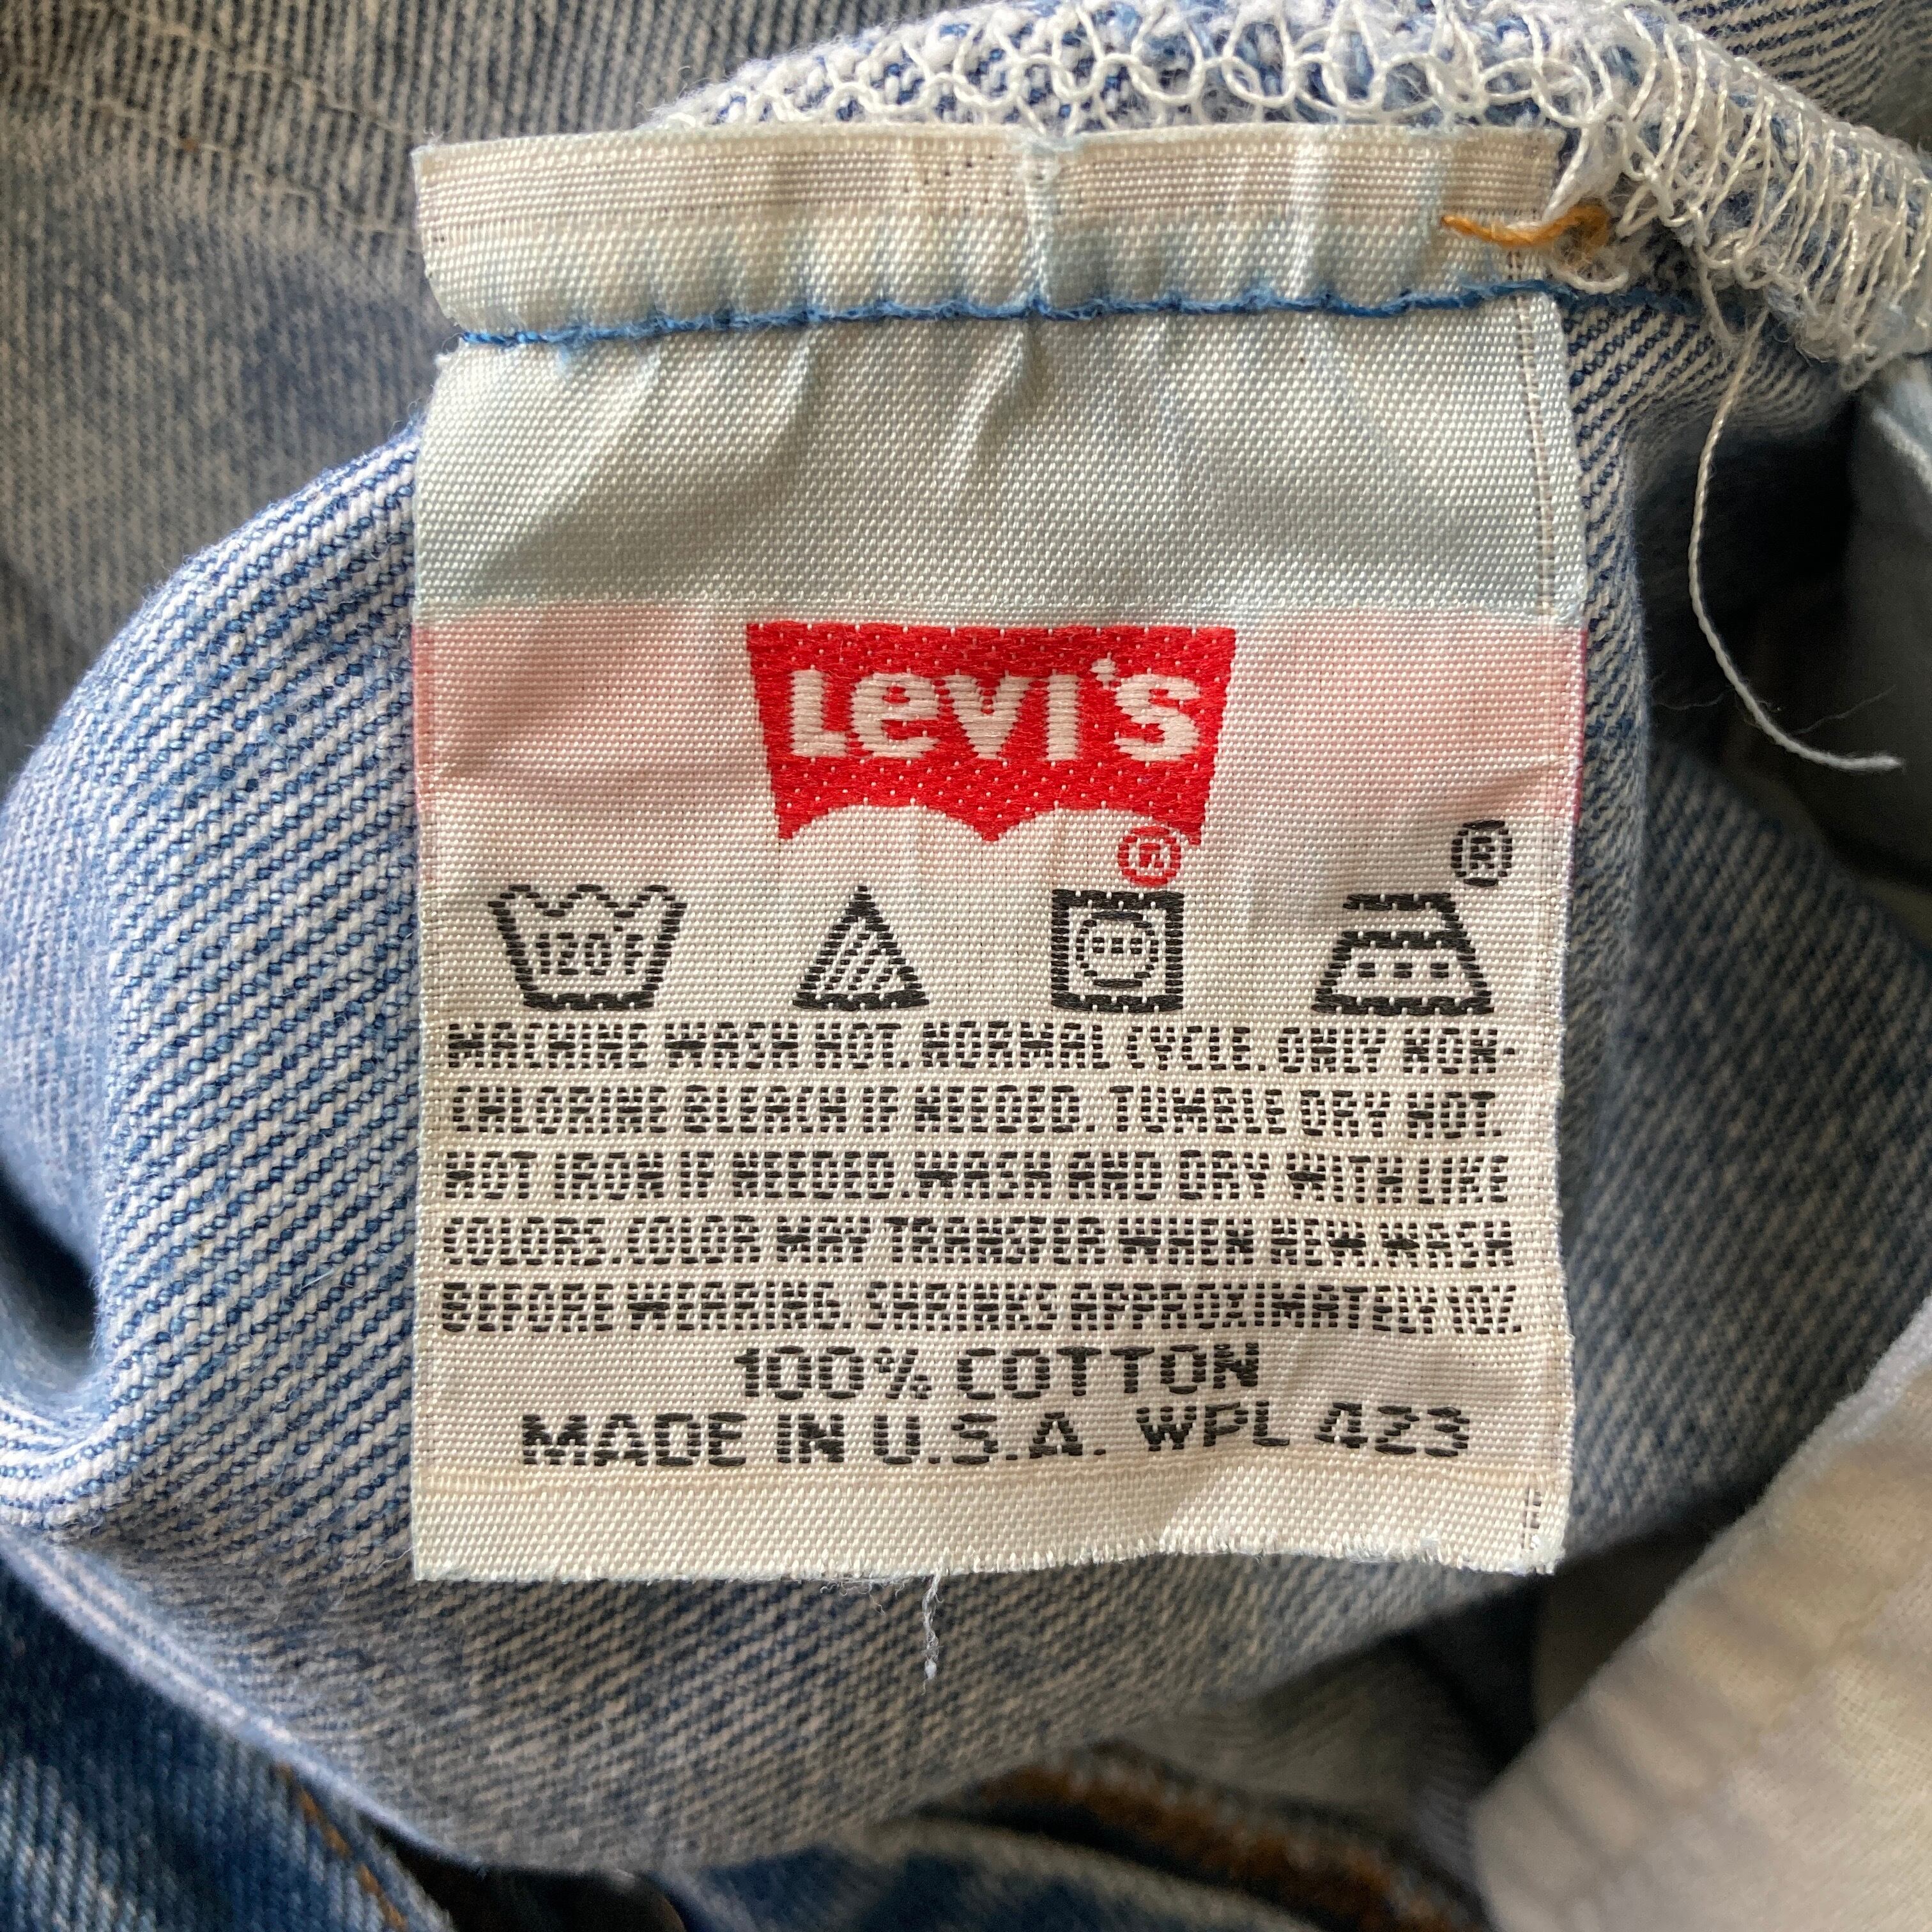 Levi's
®
®
120F
MACHINE WASH HOT. NORMAL CYCLE. ONLY NON-
CHLORINE BLEACH IF NEEDED. TUMBLE DRY HOT.
HOT IRON IF NEEDED. WASH AND DRY WITH LIKE
COLORS. COLOR MAY TRANSFER WHEN NEW. WASH
BEFORE WEARING. SHRINKS APPROXIMATELY 10%
100% COTTON
MADE IN U.S.A. WPL 423